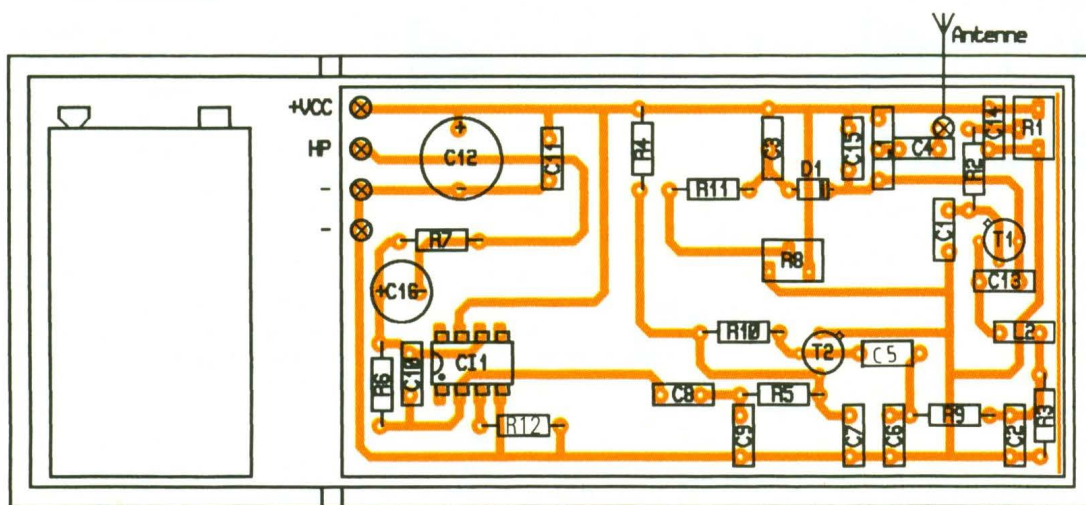 Antenne
+VCC
HP
-
-
+
C12
-
C11
R4
C3
C15
C4
C14
R1
R2
R11
D1
C1
T1
R7
R8
C13
+C16-
R10
T2
C5
L2
R6
C10
CI1
C8
R5
R9
R3
R12
C9
C7
C6
C2